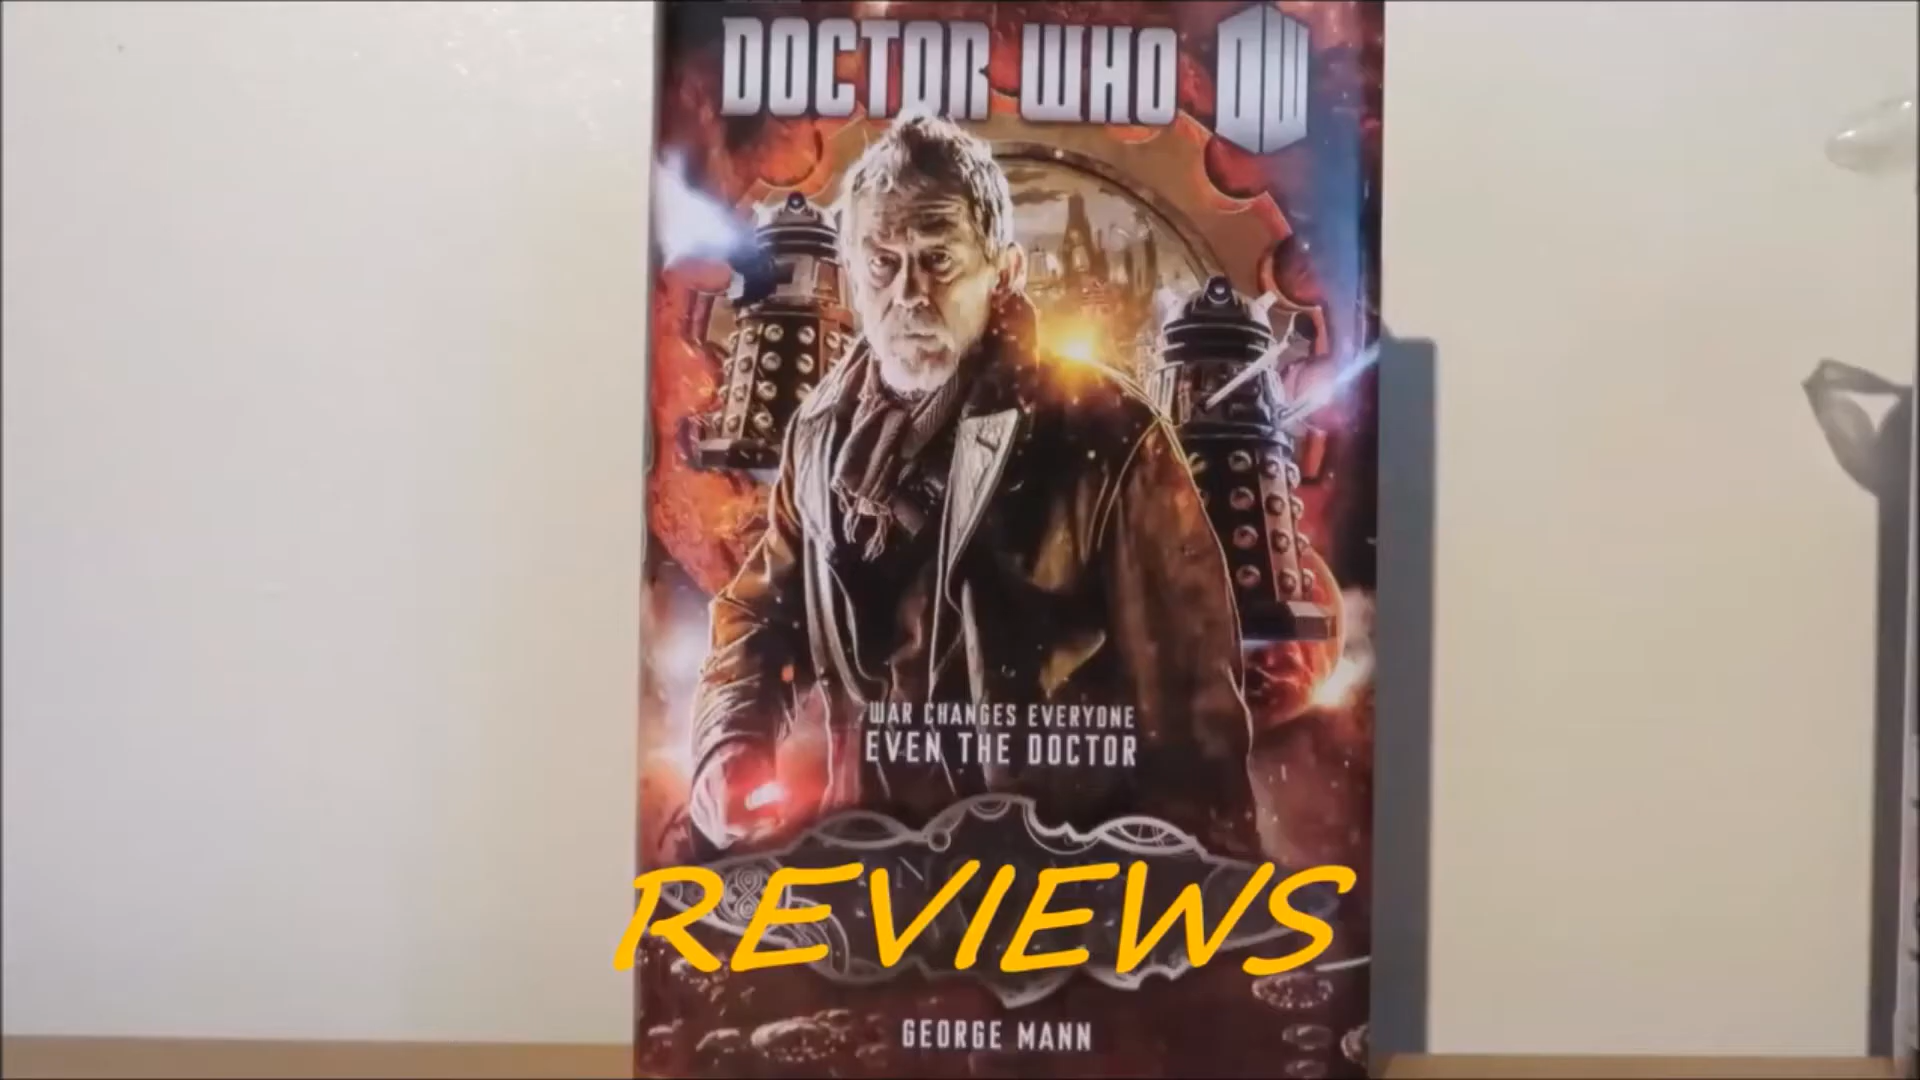 DOCTOR WHO DW
WAR CHANGES EVERYONE
EVEN THE DOCTOR
REVIEWS
GEORGE MANN